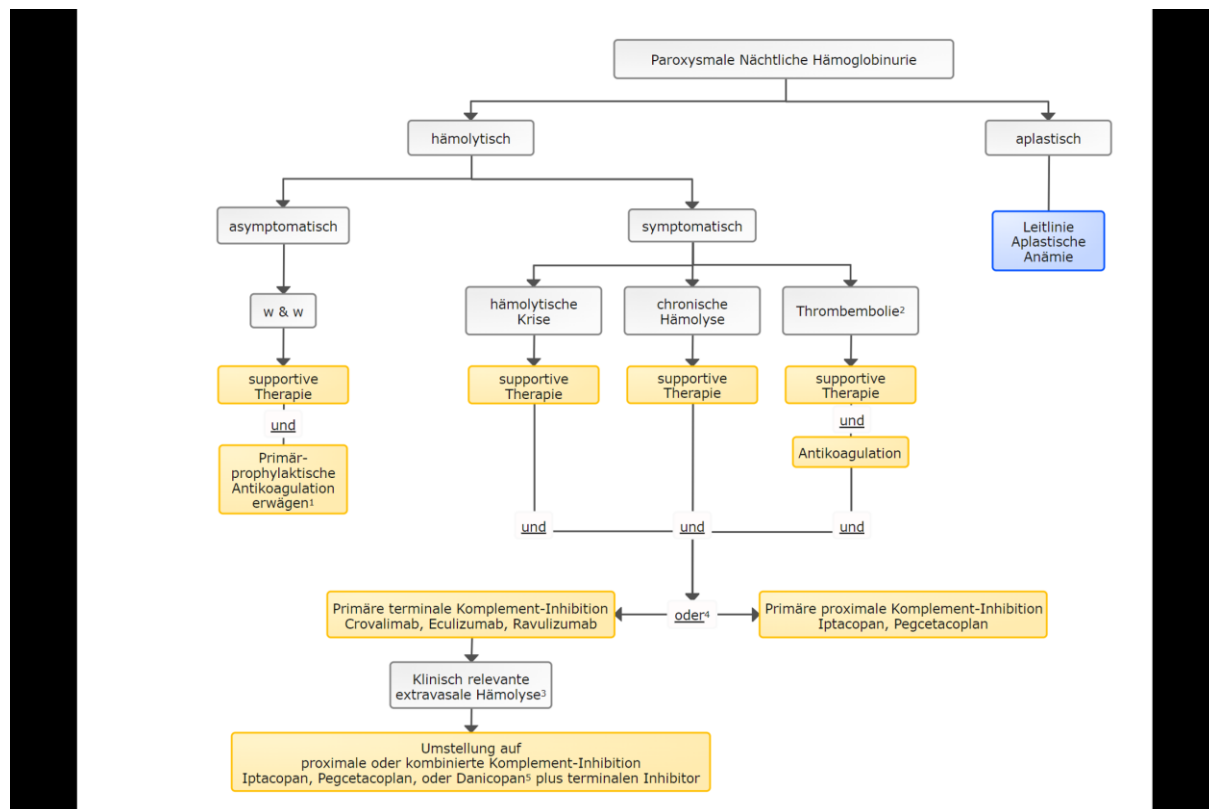 Paroxysmale Nächtliche Hämoglobinurie
hämolytisch
aplastisch
asymptomatisch
symptomatisch
Leitlinie
Aplastische
Anämie
w & w
hämolytische
Krise
chronische
Hämolyse
Thrombembolie²
supportive
Therapie
supportive
Therapie
supportive
Therapie
supportive
Therapie
und
und
Primär-
prophylaktische
Antikoagulation
erwägen¹
Antikoagulation
und
und
und
Primäre terminale Komplement-Inhibition
Crovalimab, Eculizumab, Ravulizumab
oder⁴
Primäre proximale Komplement-Inhibition
Iptacopan, Pegcetacoplan
Klinisch relevante
extravasale Hämolyse³
Umstellung auf
proximale oder kombinierte Komplement-Inhibition
Iptacopan, Pegcetacoplan, oder Danicopan⁵ plus terminalen Inhibitor